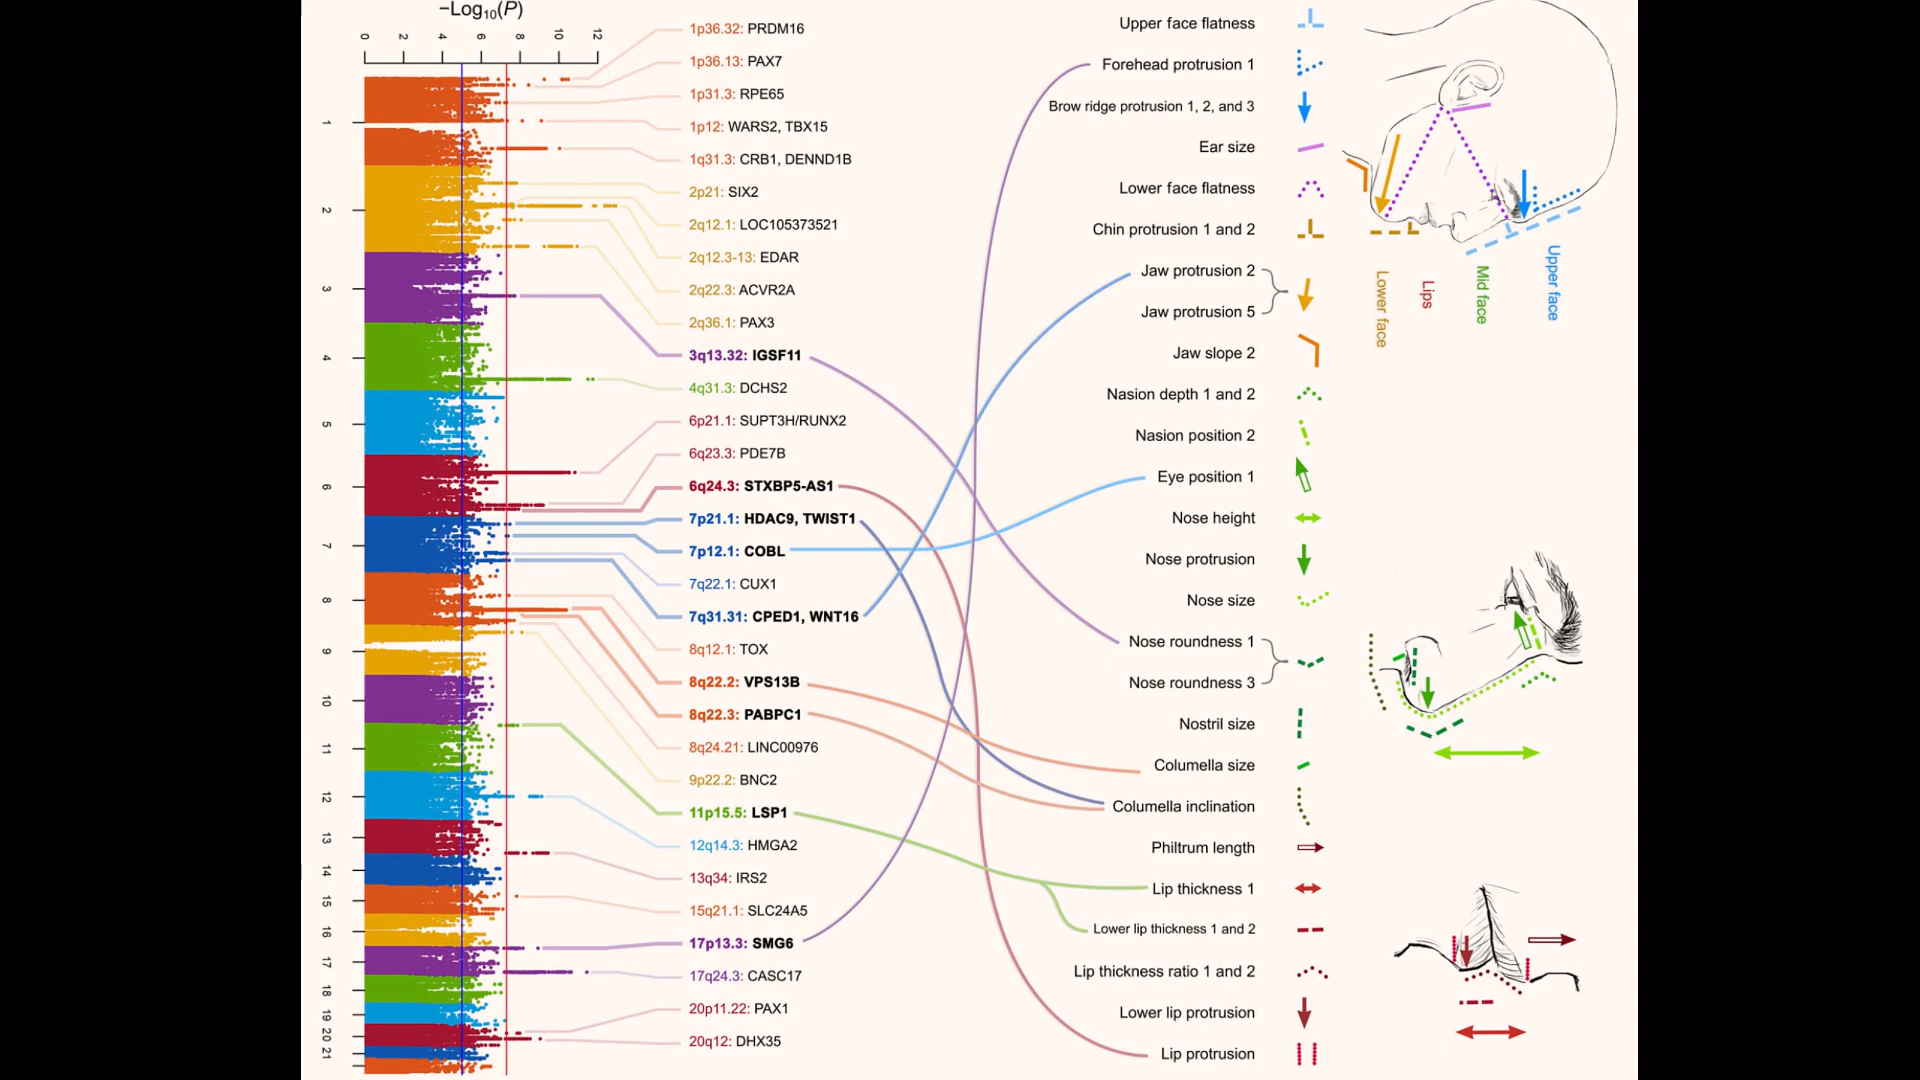 −Log10(P)
0 2 4 6 8 10 12
1
2
3
4
5
6
7
8
9
10
11
12
13
14
15
16
17
18
19
20
21
1p36.32: PRDM16
1p36.13: PAX7
1p31.3: RPE65
1p12: WARS2, TBX15
1q31.3: CRB1, DENND1B
2p21: SIX2
2q12.1: LOC105373521
2q12.3-13: EDAR
2q22.3: ACVR2A
2q36.1: PAX3
3q13.32: IGSF11
4q31.3: DCHS2
6p21.1: SUPT3H/RUNX2
6q23.3: PDE7B
6q24.3: STXBP5-AS1
7p21.1: HDAC9, TWIST1
7p12.1: COBL
7q22.1: CUX1
7q31.31: CPED1, WNT16
8q12.1: TOX
8q22.2: VPS13B
8q22.3: PABPC1
8q24.21: LINC00976
9p22.2: BNC2
11p15.5: LSP1
12q14.3: HMGA2
13q34: IRS2
15q21.1: SLC24A5
17p13.3: SMG6
17q24.3: CASC17
20p11.22: PAX1
20q12: DHX35
Upper face flatness
Forehead protrusion 1
Brow ridge protrusion 1, 2, and 3
Ear size
Lower face flatness
Chin protrusion 1 and 2
Jaw protrusion 2
Jaw protrusion 5
Jaw slope 2
Nasion depth 1 and 2
Nasion position 2
Eye position 1
Nose height
Nose protrusion
Nose size
Nose roundness 1
Nose roundness 3
Nostril size
Columella size
Columella inclination
Philtrum length
Lip thickness 1
Lower lip thickness 1 and 2
Lip thickness ratio 1 and 2
Lower lip protrusion
Lip protrusion
Lower face
Lips
Mid face
Upper face